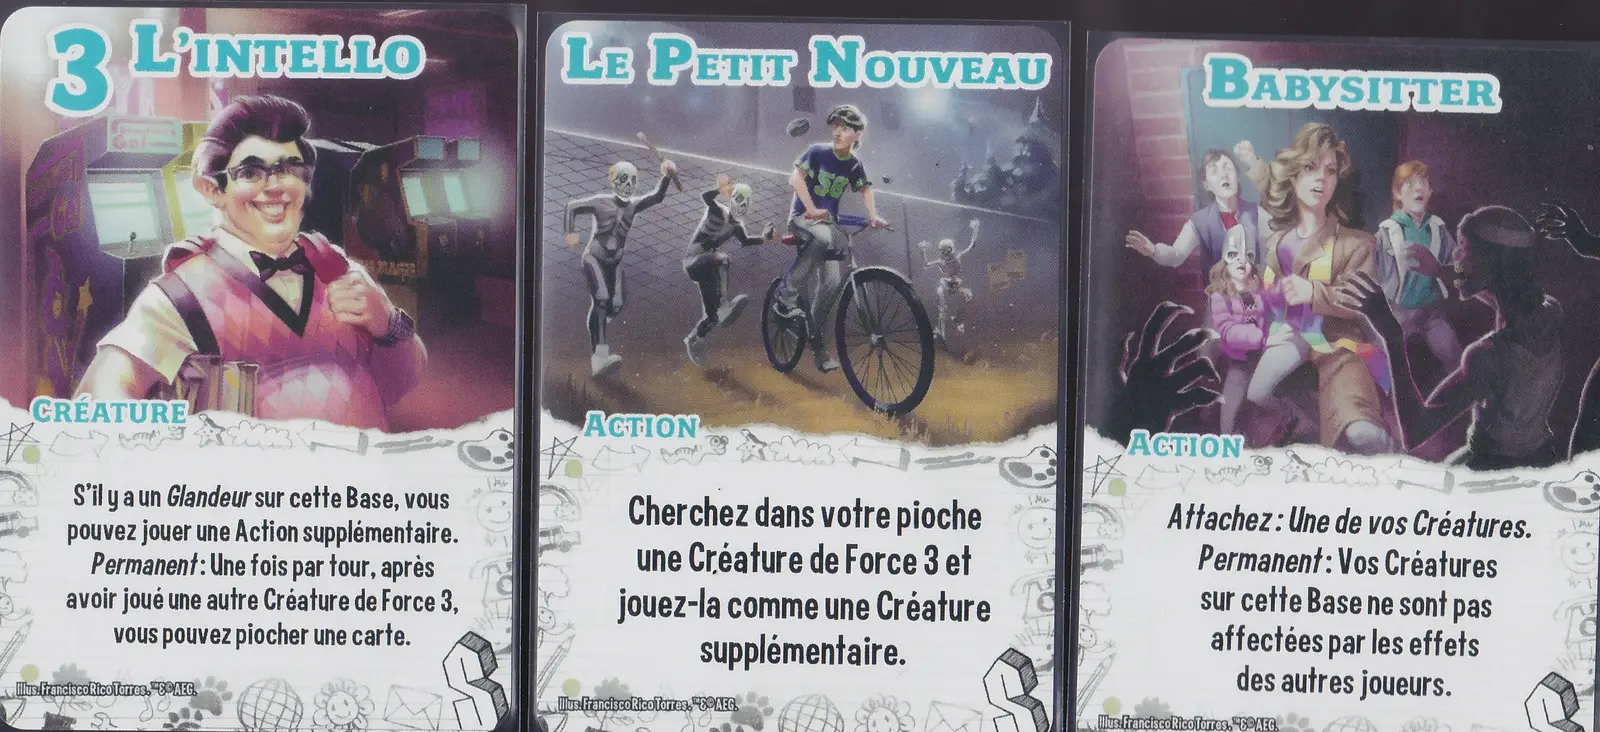 3 L'INTELLO
CRÉATURE
S'il y a un Glandeur sur cette Base, vous
pouvez jouer une Action supplémentaire.
Permanent : Une fois par tour, après
avoir joué une autre Créature de Force 3,
vous pouvez piocher une carte.
Illus. Francisco Rico Torres. ™&©AEG.
LE PETIT NOUVEAU
56
ACTION
Cherchez dans votre pioche
une Créature de Force 3 et
jouez-la comme une Créature
supplémentaire.
Illus. Francisco Rico Torres. ™&©AEG.
BABYSITTER
ACTION
Attachez : Une de vos Créatures.
Permanent : Vos Créatures
sur cette Base ne sont pas
affectées par les effets
des autres joueurs.
Illus. Francisco Rico Torres. ™&©AEG.